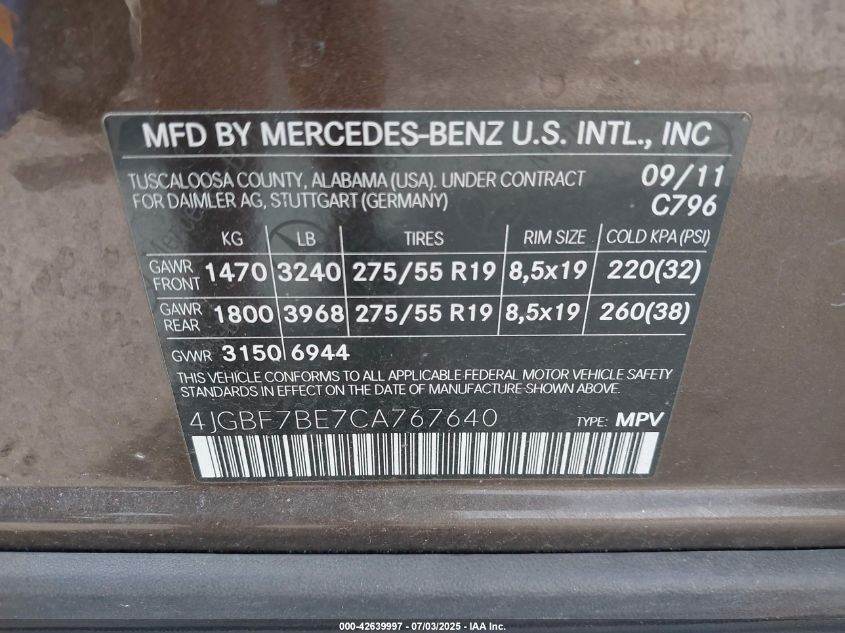 MFD BY MERCEDES-BENZ U.S. INTL., INC
TUSCALOOSA COUNTY, ALABAMA (USA). UNDER CONTRACT 09/11
FOR DAIMLER AG, STUTTGART (GERMANY) C796
KG LB TIRES RIM SIZE COLD KPA (PSI)
GAWR FRONT 1470 3240 275/55 R19 8,5x19 220(32)
GAWR REAR 1800 3968 275/55 R19 8,5x19 260(38)
GVWR 3150 6944
THIS VEHICLE CONFORMS TO ALL APPLICABLE FEDERAL MOTOR VEHICLE SAFETY
STANDARDS IN EFFECT ON THE DATE OF MANUFACTURE SHOWN ABOVE.
4JGBF7BE7CA767640 TYPE: MPV
000-42639997 - 07/03/2025 - IAA Inc.